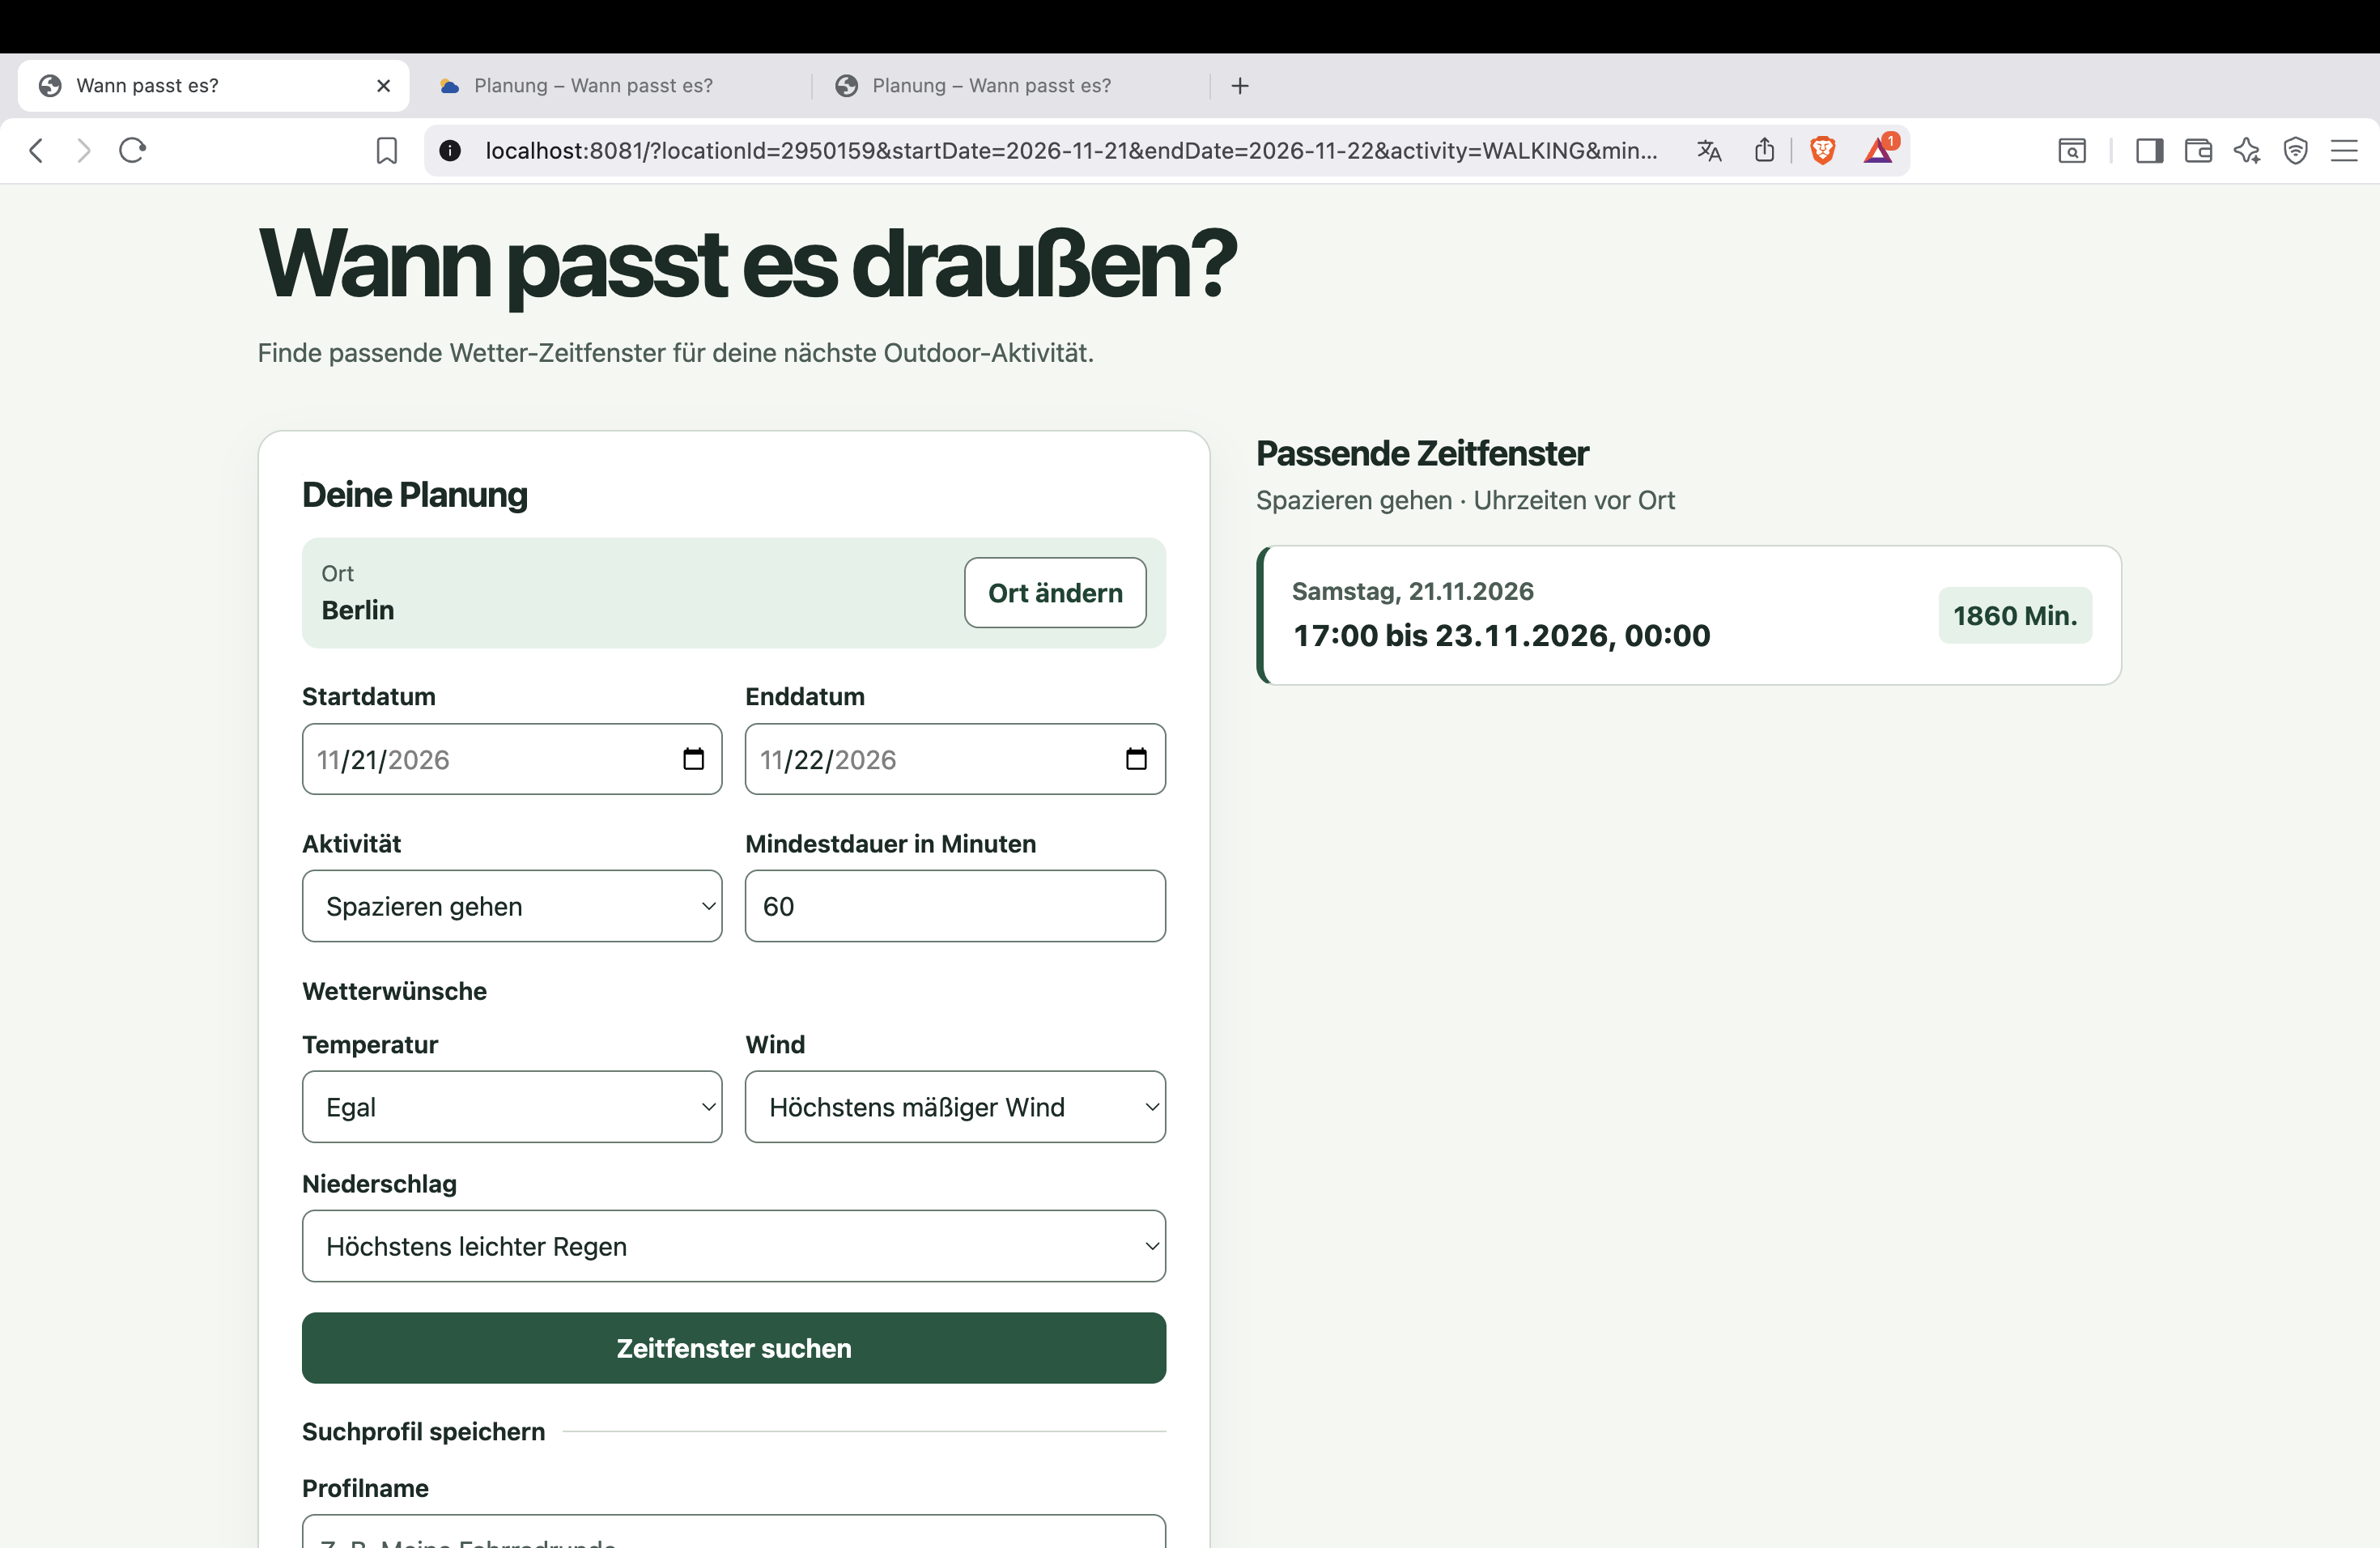 Wann passt es?
Planung – Wann passt es?
Planung – Wann passt es?
localhost:8081/?locationId=2950159&startDate=2026-11-21&endDate=2026-11-22&activity=WALKING&min...
1
Wann passt es draußen?
Finde passende Wetter-Zeitfenster für deine nächste Outdoor-Aktivität.
Deine Planung
Ort
Berlin
Ort ändern
Startdatum
Enddatum
11/21/2026
11/22/2026
Aktivität
Mindestdauer in Minuten
Spazieren gehen
60
Wetterwünsche
Temperatur
Wind
Egal
Höchstens mäßiger Wind
Niederschlag
Höchstens leichter Regen
Zeitfenster suchen
Suchprofil speichern
Profilname
Z. B. Meine Fahrradrunde
Passende Zeitfenster
Spazieren gehen · Uhrzeiten vor Ort
Samstag, 21.11.2026
17:00 bis 23.11.2026, 00:00
1860 Min.